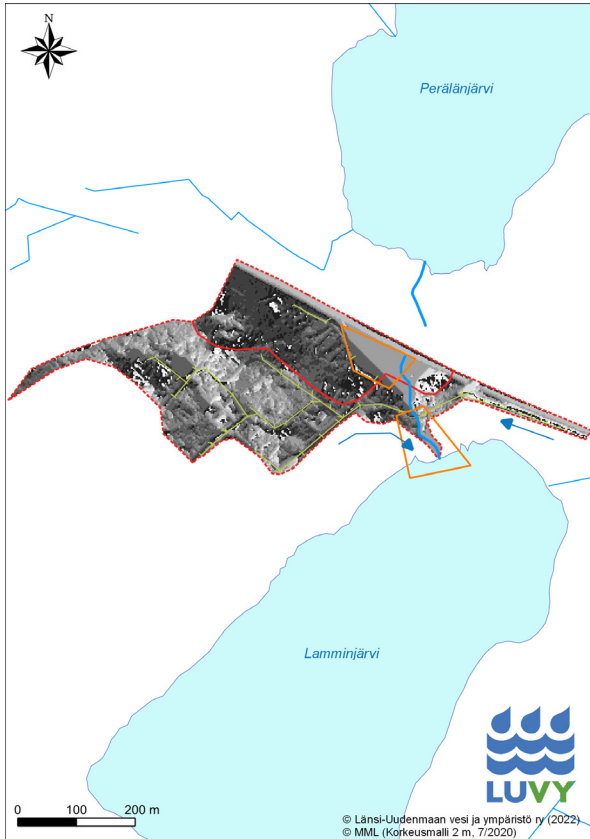 N
Perälänjärvi
Lamminjärvi
LUVY
0 100 200 m
© Länsi-Uudenmaan vesi ja ympäristö ry (2022)
© MML (Korkeusmalli 2 m, 7/2020)